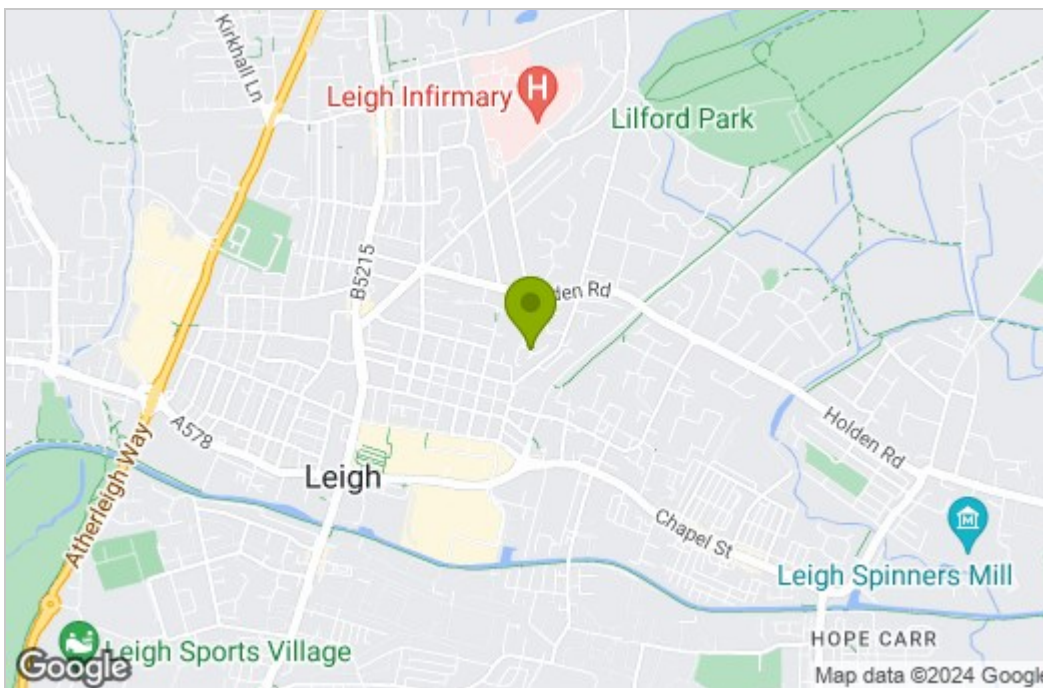 Kirkhall Ln
Leigh Infirmary
H
Lilford Park
B5215
den Rd
A578
Atherleigh Way
Leigh
Holden Rd
Chapel St
M
Leigh Spinners Mill
HOPE CARR
Leigh Sports Village
Google
Map data ©2024 Google